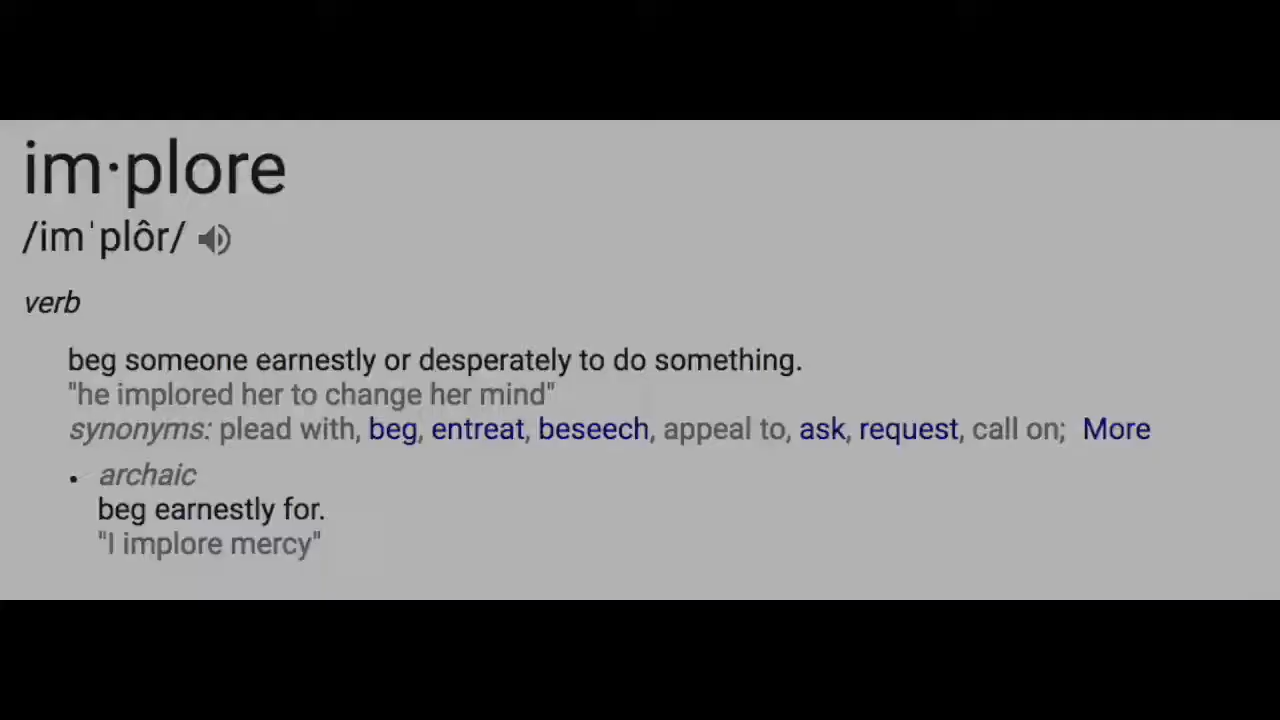 im·plore
/imˈplôr/
verb
beg someone earnestly or desperately to do something.
"he implored her to change her mind"
synonyms: plead with, beg, entreat, beseech, appeal to, ask, request, call on; More
• archaic
beg earnestly for.
"I implore mercy"